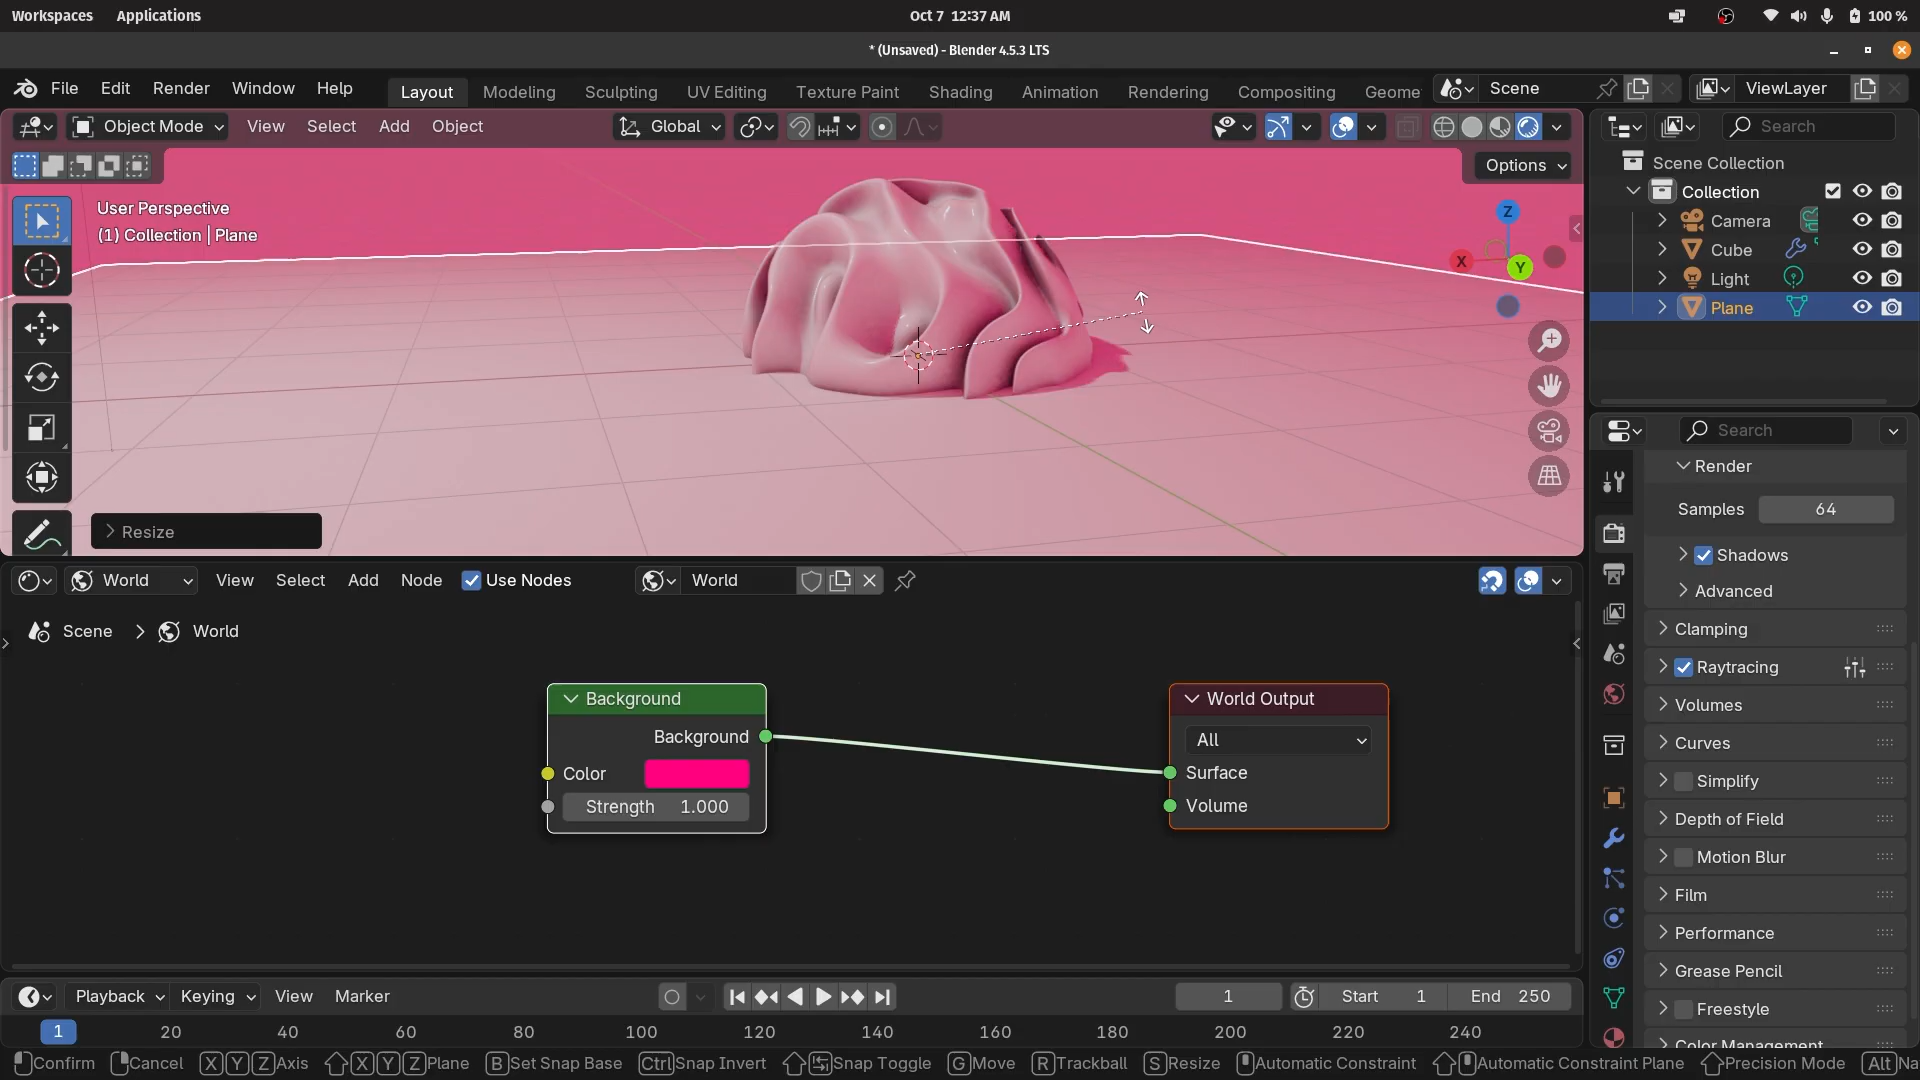 Workspaces Applications Oct 7 12:37 AM 100 %
* (Unsaved) - Blender 4.5.3 LTS
File Edit Render Window Help Layout Modeling Sculpting UV Editing Texture Paint Shading Animation Rendering Compositing Geome Scene ViewLayer
Object Mode View Select Add Object Global Search
Options
Scene Collection
Collection
Camera
Cube
Light
Plane
User Perspective
(1) Collection | Plane
Z
X
Y
Resize
Search
Render
Samples 64
Shadows
Advanced
Clamping
Raytracing
Volumes
Curves
Simplify
Depth of Field
Motion Blur
Film
Performance
Grease Pencil
Freestyle
Color Management
World View Select Add Node Use Nodes World
Scene > World
Background
Background
Color
Strength 1.000
World Output
All
Surface
Volume
Playback Keying View Marker 1 Start 1 End 250
1 20 40 60 80 100 120 140 160 180 200 220 240
Confirm Cancel X Y Z Axis X Y Z Plane B Set Snap Base Ctrl Snap Invert Snap Toggle G Move R Trackball S Resize Automatic Constraint Automatic Constraint Plane Precision Mode Alt Na